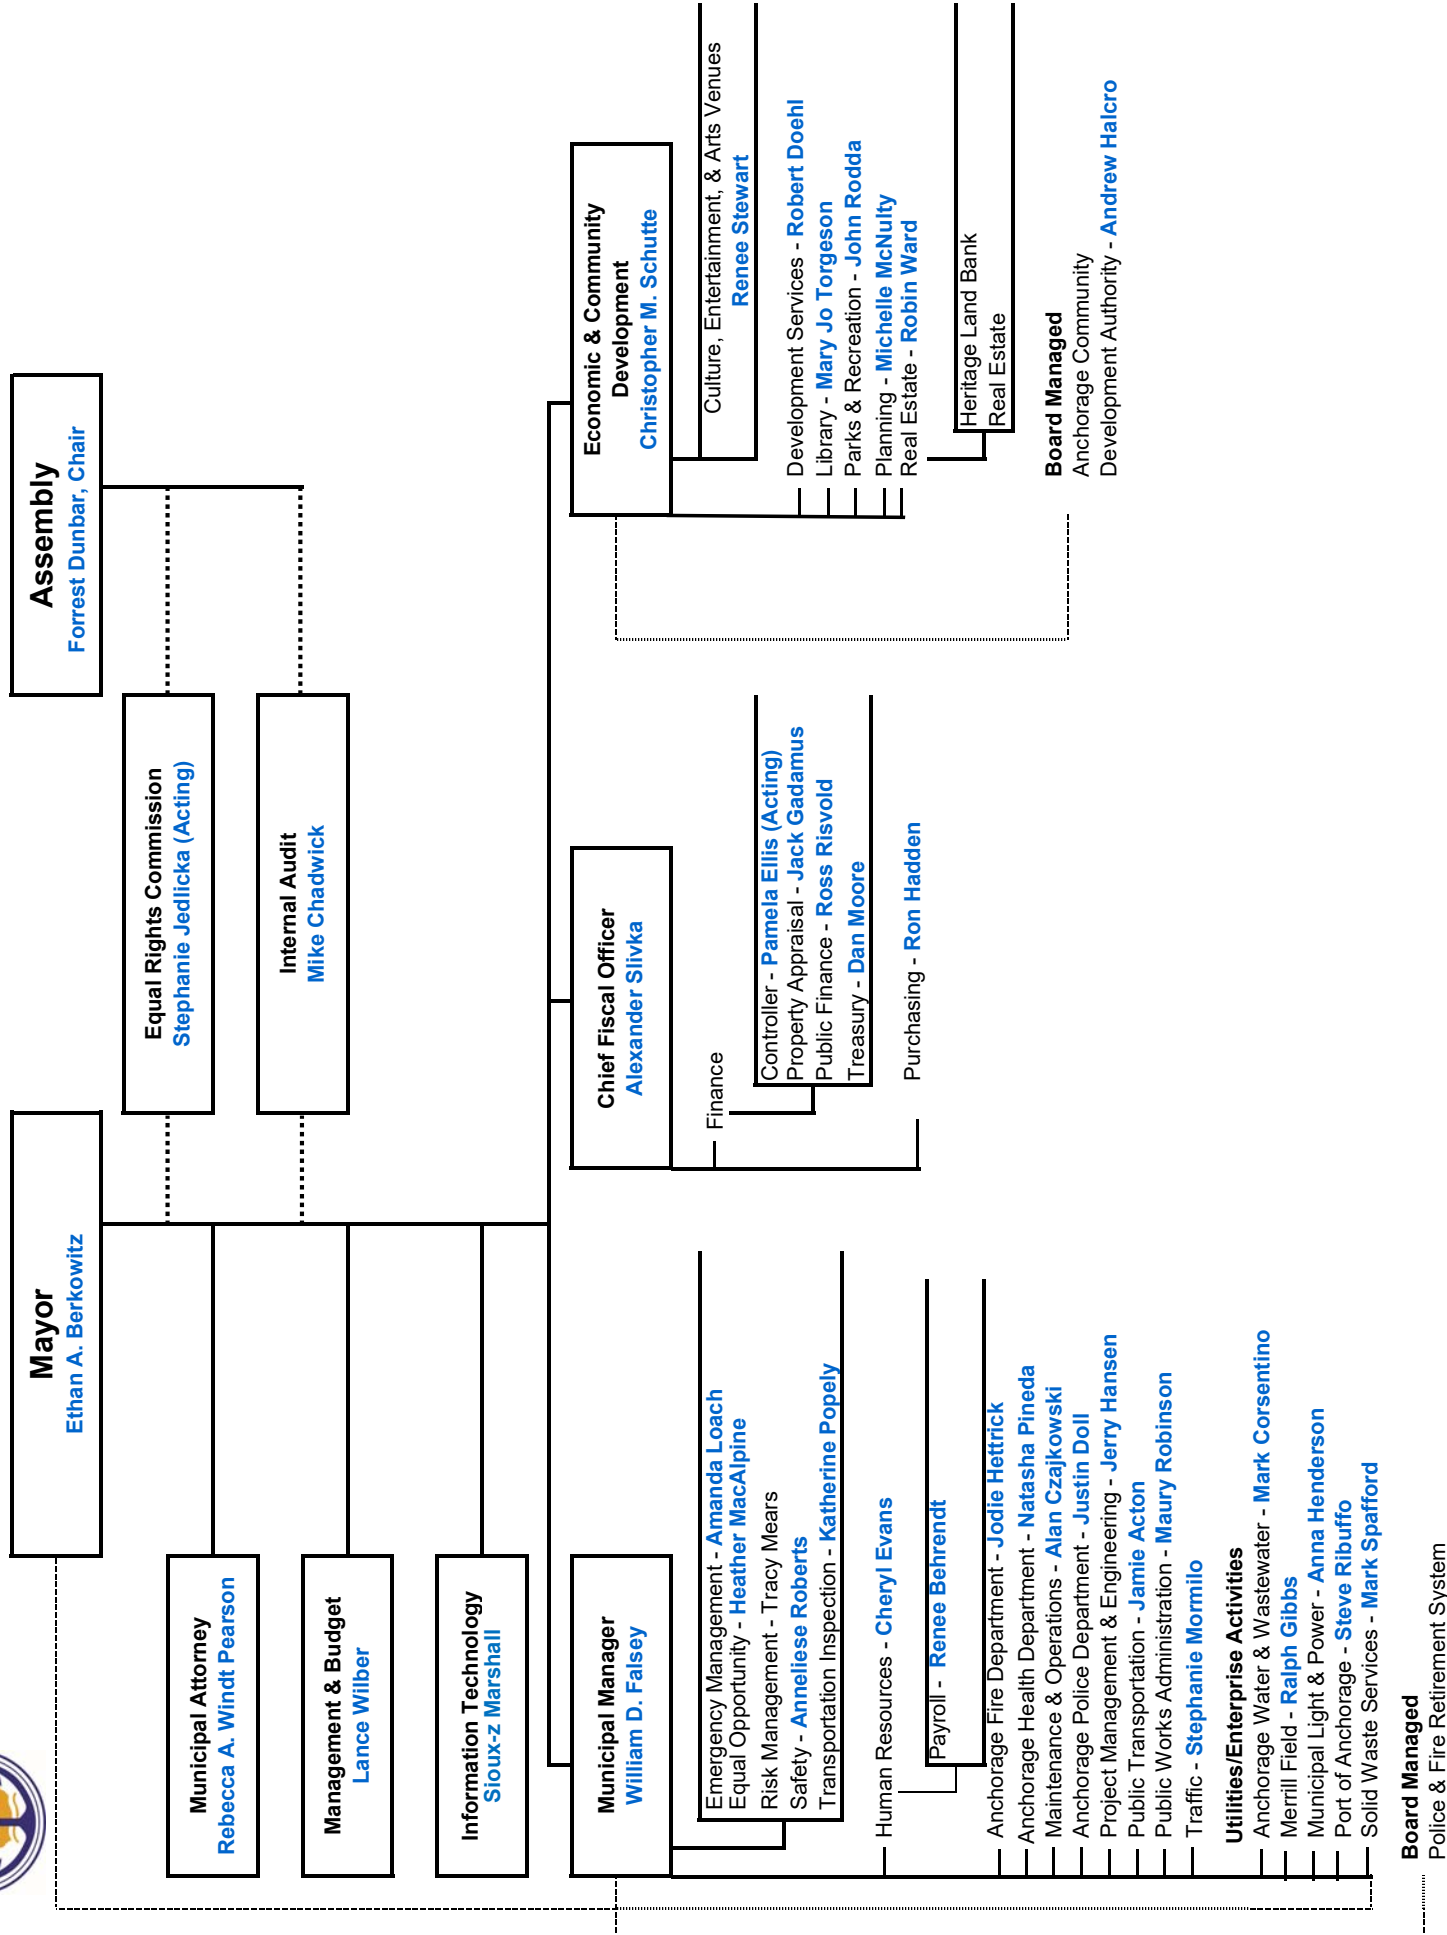 Mayor
Ethan A. Berkowitz
Assembly
Forrest Dunbar, Chair
Equal Rights Commission
Stephanie Jedlicka (Acting)
Internal Audit
Mike Chadwick
Municipal Attorney
Rebecca A. Windt Pearson
Management & Budget
Lance Wilber
Information Technology
Sioux-z Marshall
Municipal Manager
William D. Falsey
Emergency Management - Amanda Loach
Equal Opportunity - Heather MacAlpine
Risk Management - Tracy Mears
Safety - Anneliese Roberts
Transportation Inspection - Katherine Popely
Human Resources - Cheryl Evans
Payroll - Renee Behrendt
Anchorage Fire Department - Jodie Hettrick
Anchorage Health Department - Natasha Pineda
Maintenance & Operations - Alan Czajkowski
Anchorage Police Department - Justin Doll
Project Management & Engineering - Jerry Hansen
Public Transportation - Jamie Acton
Public Works Administration - Maury Robinson
Traffic - Stephanie Mormilo
Utilities/Enterprise Activities
Anchorage Water & Wastewater - Mark Corsentino
Merrill Field - Ralph Gibbs
Municipal Light & Power - Anna Henderson
Port of Anchorage - Steve Ribuffo
Solid Waste Services - Mark Spafford
Board Managed
Police & Fire Retirement System
Chief Fiscal Officer
Alexander Slivka
Finance
Controller - Pamela Ellis (Acting)
Property Appraisal - Jack Gadamus
Public Finance - Ross Risvold
Treasury - Dan Moore
Purchasing - Ron Hadden
Economic & Community
Development
Christopher M. Schutte
Culture, Entertainment, & Arts Venues
Renee Stewart
Development Services - Robert Doehl
Library - Mary Jo Torgeson
Parks & Recreation - John Rodda
Planning - Michelle McNulty
Real Estate - Robin Ward
Heritage Land Bank
Real Estate
Board Managed
Anchorage Community
Development Authority - Andrew Halcro